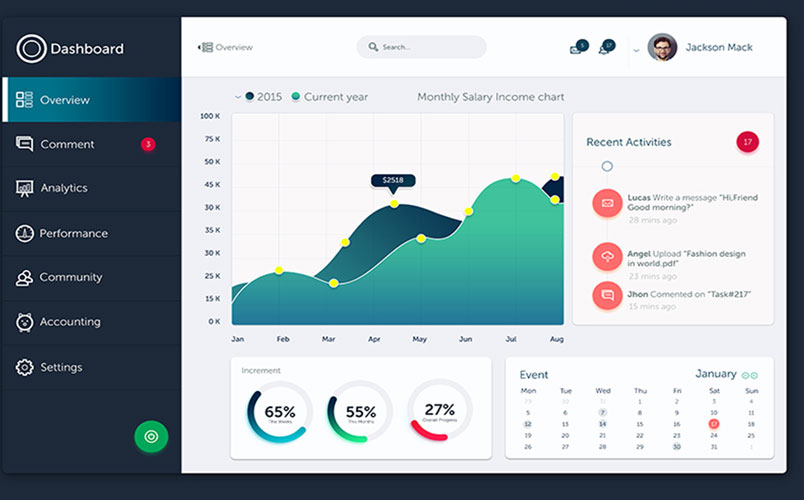 Dashboard
Overview
Comment
3
Analytics
Performance
Community
Accounting
Settings
Overview
Search...
5
17
Jackson Mack
2015
Current year
Monthly Salary Income chart
100 K
75 K
50 K
45 K
30 K
35 K
30 K
25 K
15 K
0 K
$2518
Jan Feb Mar Apr May Jun Jul Aug
Recent Activities
17
Lucas Write a message "Hi,Friend
Good morning?"
28 mins ago
Angel Upload "Fashion design
in world.pdf!"
23 mins ago
Jhon Comented on "Task#217"
15 mins ago
Increment
65%
The Weeks
55%
This Months
27%
Overall Progress
Event
January
Mon Tue Wed Thu Fri Sat Sun
29 30 31 1 2 3 4
5 6 7 8 9 10 11
12 13 14 15 16 17 18
19 20 21 22 23 24 25
26 27 28 29 30 31